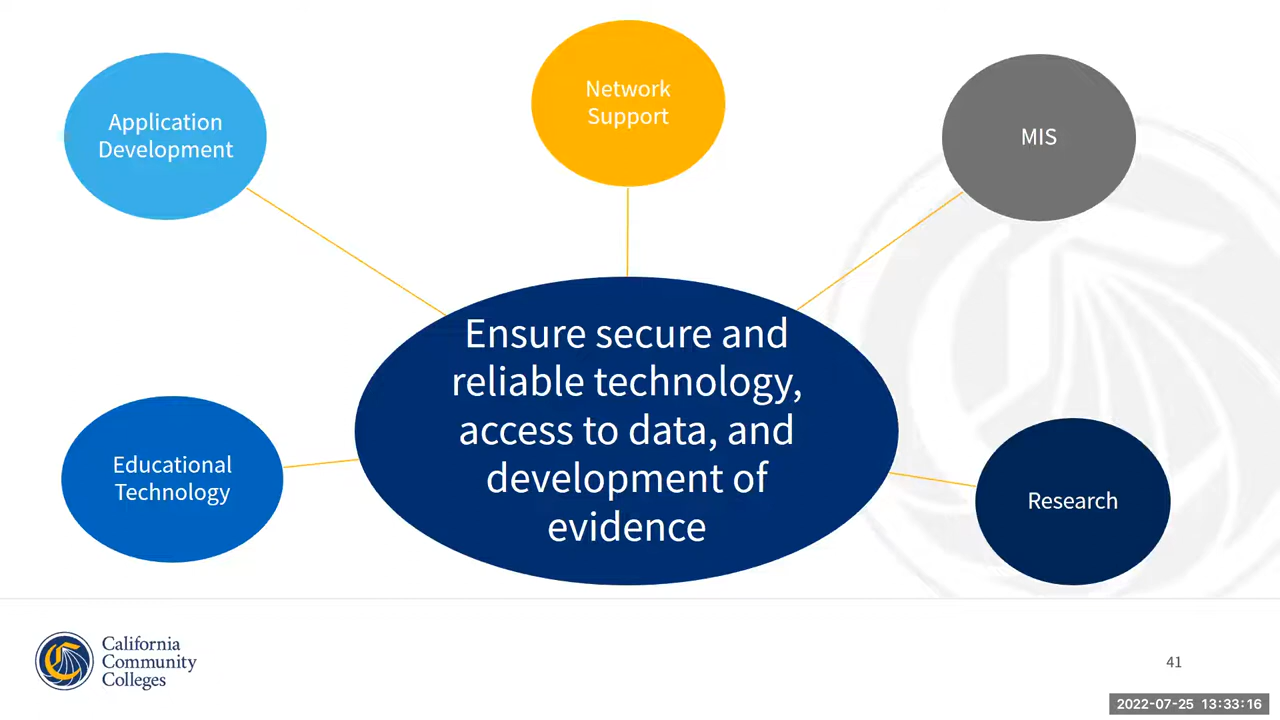 Network
Support
Application
Development
MIS
Ensure secure and
reliable technology,
access to data, and
development of
evidence
Educational
Technology
Research
California
Community
Colleges
41
2022-07-25 13:33:16